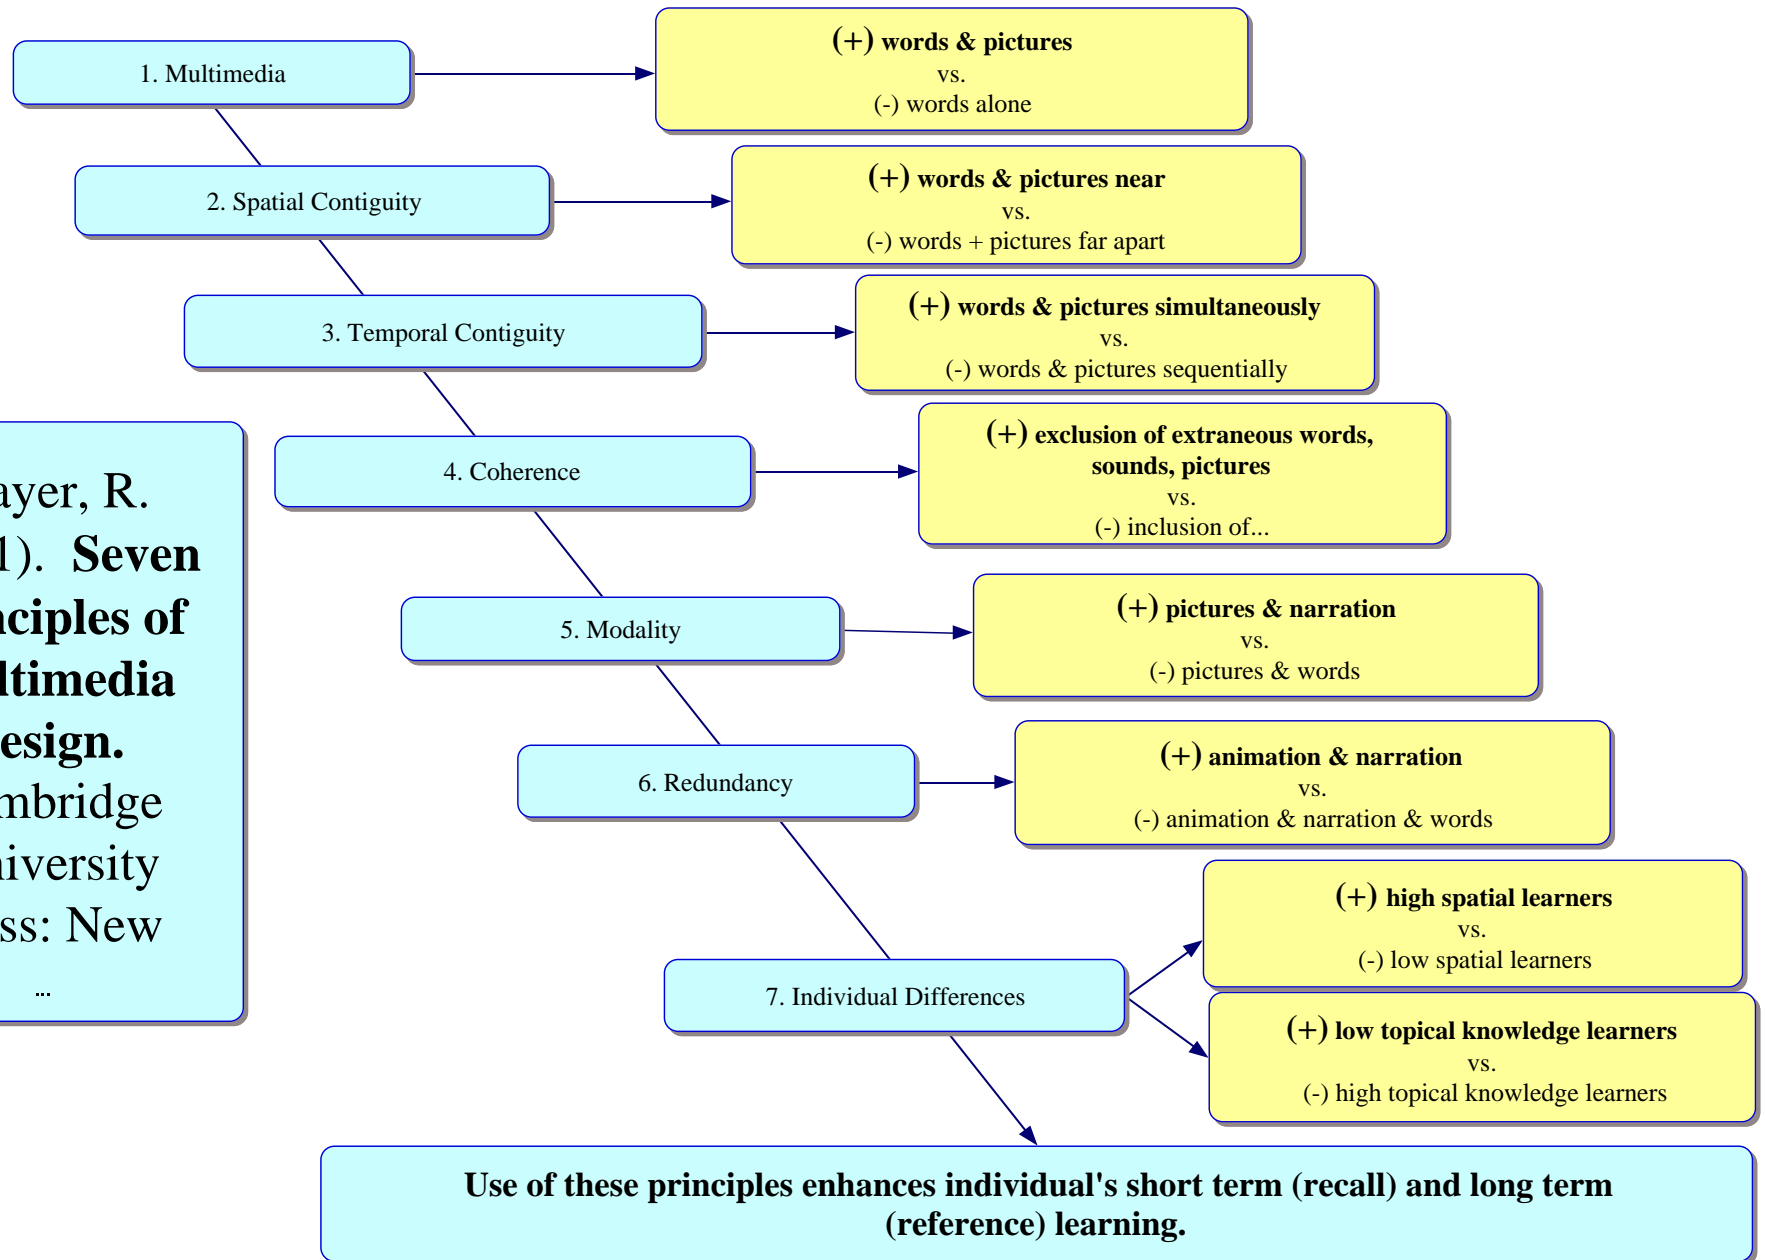 1. Multimedia
(+) words & pictures
vs.
(-) words alone
2. Spatial Contiguity
(+) words & pictures near
vs.
(-) words + pictures far apart
3. Temporal Contiguity
(+) words & pictures simultaneously
vs.
(-) words & pictures sequentially
4. Coherence
(+) exclusion of extraneous words,
sounds, pictures
vs.
(-) inclusion of...
ayer, R.
1). Seven
nciples of
ltimedia
esign.
mbridge
niversity
ss: New
...
5. Modality
(+) pictures & narration
vs.
(-) pictures & words
6. Redundancy
(+) animation & narration
vs.
(-) animation & narration & words
7. Individual Differences
(+) high spatial learners
vs.
(-) low spatial learners
(+) low topical knowledge learners
vs.
(-) high topical knowledge learners
Use of these principles enhances individual's short term (recall) and long term
(reference) learning.